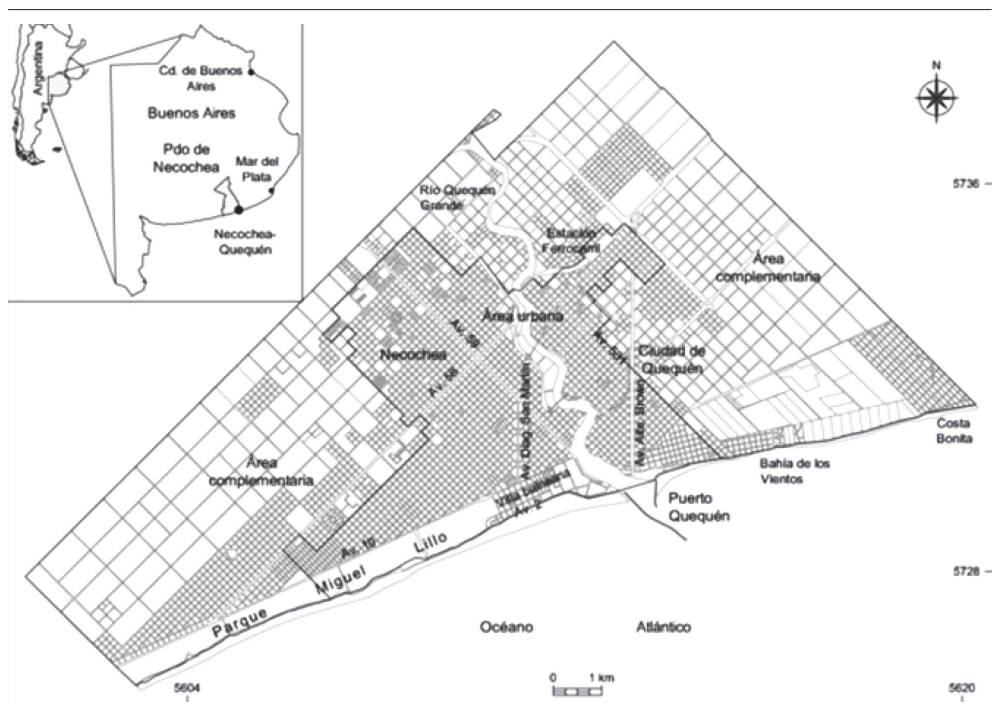 Argentina
Cd. de Buenos
Aires
Buenos Aires
Pdo de
Necochea
Mar del
Plata
Necochea-
Quequén
N
5736
Río Quequén
Grande
Estación
Ferrocarril
Área
complementaria
Área urbana
Av. 59
Necochea
Av. 58
Ciudad de
Quequén
Av. Diag. San Martín
Av. Alte. Brown
Costa
Bonita
Área
complementaria
Bahía de los
Vientos
Villa balnearia
Av. 2
Puerto
Quequén
Av. 10
Parque Miguel Lillo
5728
Océano Atlántico
0 1 km
5604
5620